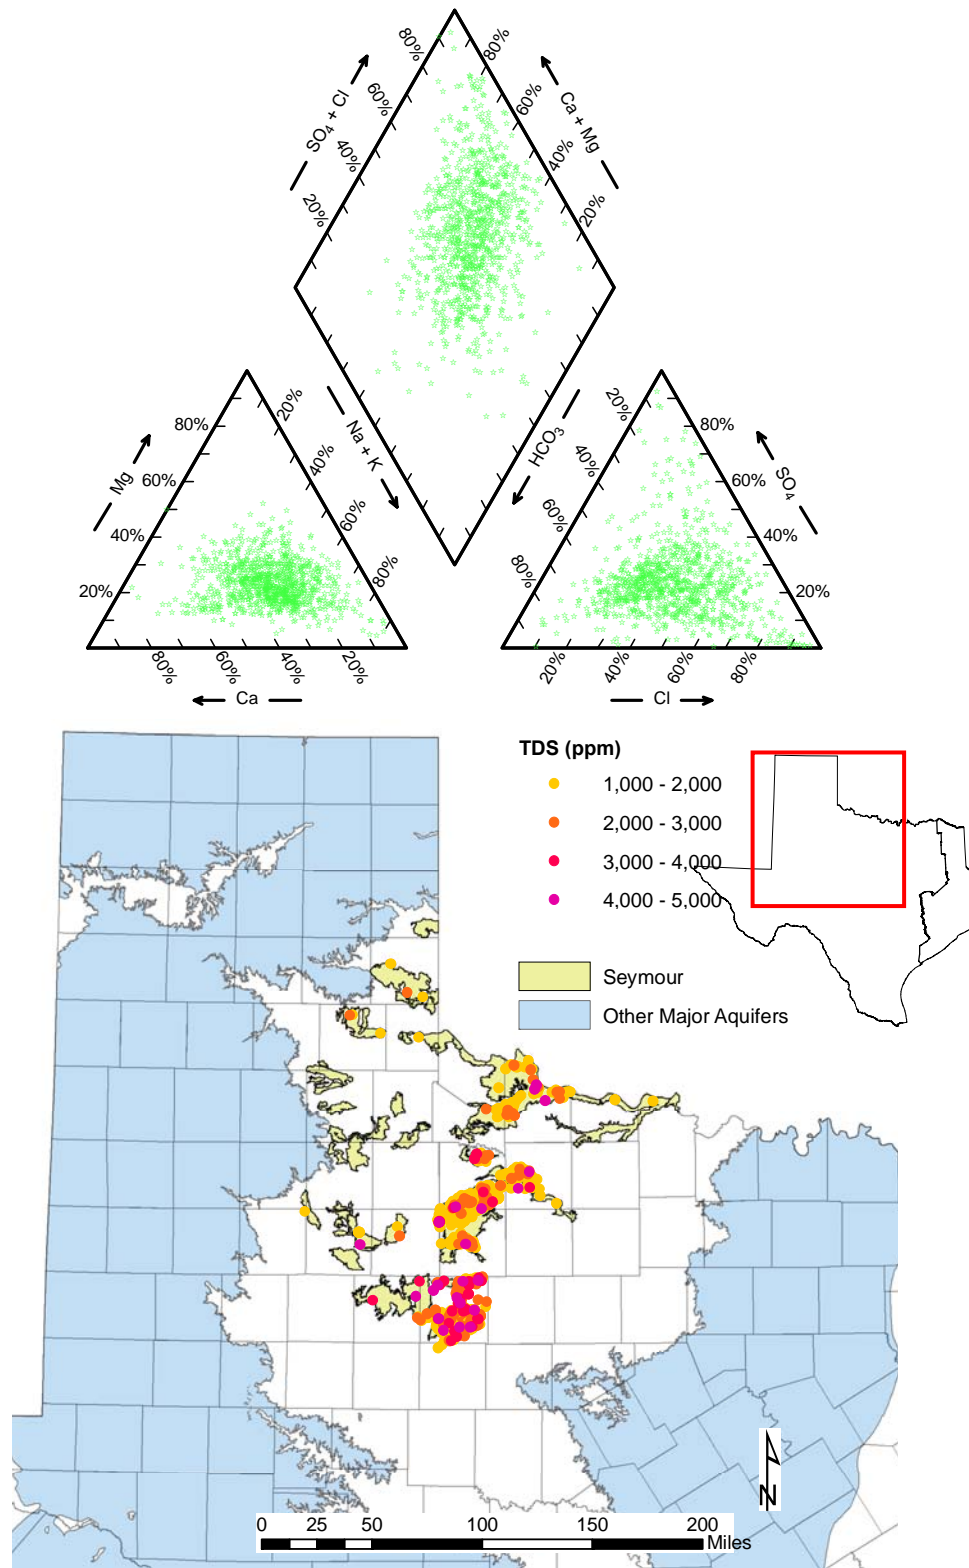 80%
80%
SO4 + Cl
Ca + Mg
60%
60%
40%
40%
20%
20%
Na + K
HCO3
Mg
80%
60%
40%
20%
20%
40%
60%
80%
80%
60%
40%
20%
Ca
20%
40%
60%
80%
80%
60%
40%
20%
SO4
20%
40%
60%
80%
Cl
TDS (ppm)
1,000 - 2,000
2,000 - 3,000
3,000 - 4,000
4,000 - 5,000
Seymour
Other Major Aquifers
N
0 25 50 100 150 200
Miles